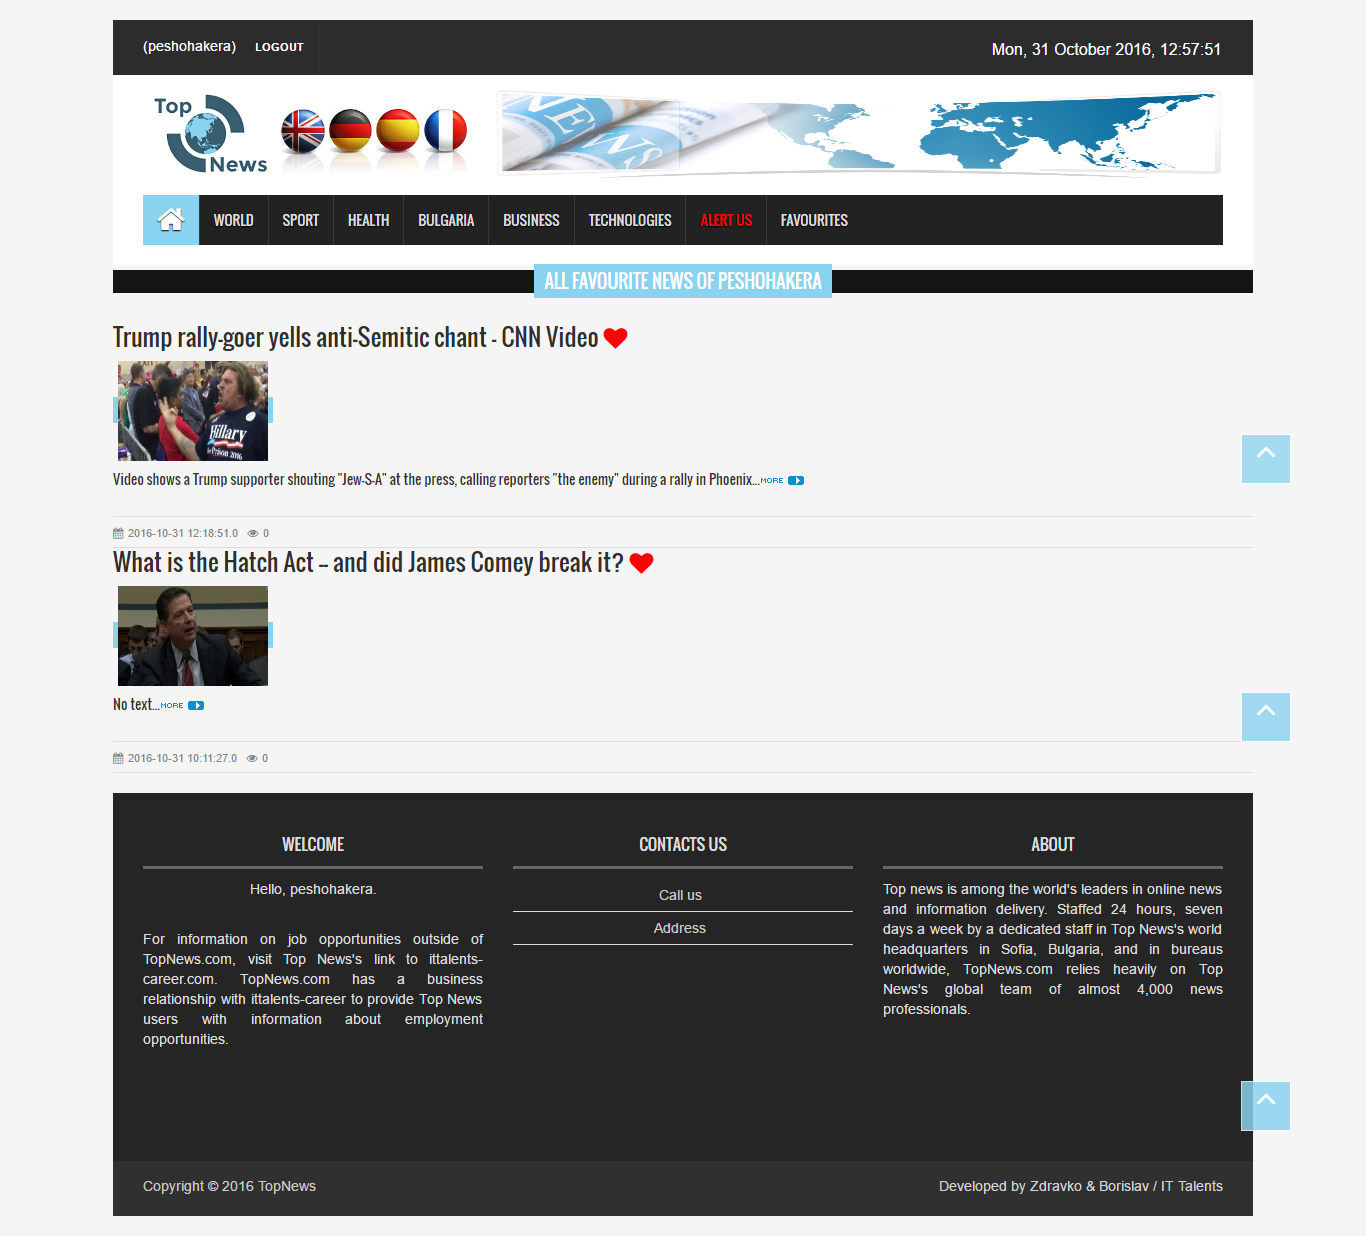 (peshohakera) LOGOUT
Mon, 31 October 2016, 12:57:51
Top
News
NEWS
WORLD SPORT HEALTH BULGARIA BUSINESS TECHNOLOGIES ALERT US FAVOURITES
ALL FAVOURITE NEWS OF PESHOHAKERA
Trump rally-goer yells anti-Semitic chant - CNN Video
Hillary
Prison 2016
Video shows a Trump supporter shouting "Jew-S-A" at the press, calling reporters "the enemy" during a rally in Phoenix...MORE
2016-10-31 12:18:51.0 0
What is the Hatch Act -- and did James Comey break it?
No text...MORE
2016-10-31 10:11:27.0 0
WELCOME
Hello, peshohakera.
For information on job opportunities outside of
TopNews.com, visit Top News's link to ittalents-
career.com. TopNews.com has a business
relationship with ittalents-career to provide Top News
users with information about employment
opportunities.
CONTACTS US
Call us
Address
ABOUT
Top news is among the world's leaders in online news
and information delivery. Staffed 24 hours, seven
days a week by a dedicated staff in Top News's world
headquarters in Sofia, Bulgaria, and in bureaus
worldwide, TopNews.com relies heavily on Top
News's global team of almost 4,000 news
professionals.
Copyright © 2016 TopNews
Developed by Zdravko & Borislav / IT Talents